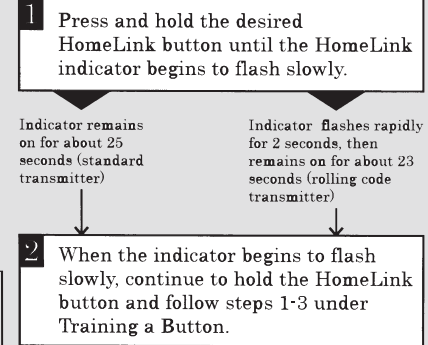 1
Press and hold the desired
HomeLink button until the HomeLink
indicator begins to flash slowly.
Indicator remains
on for about 25
seconds (standard
transmitter)
Indicator flashes rapidly
for 2 seconds, then
remains on for about 23
seconds (rolling code
transmitter)
2
When the indicator begins to flash
slowly, continue to hold the HomeLink
button and follow steps 1-3 under
Training a Button.